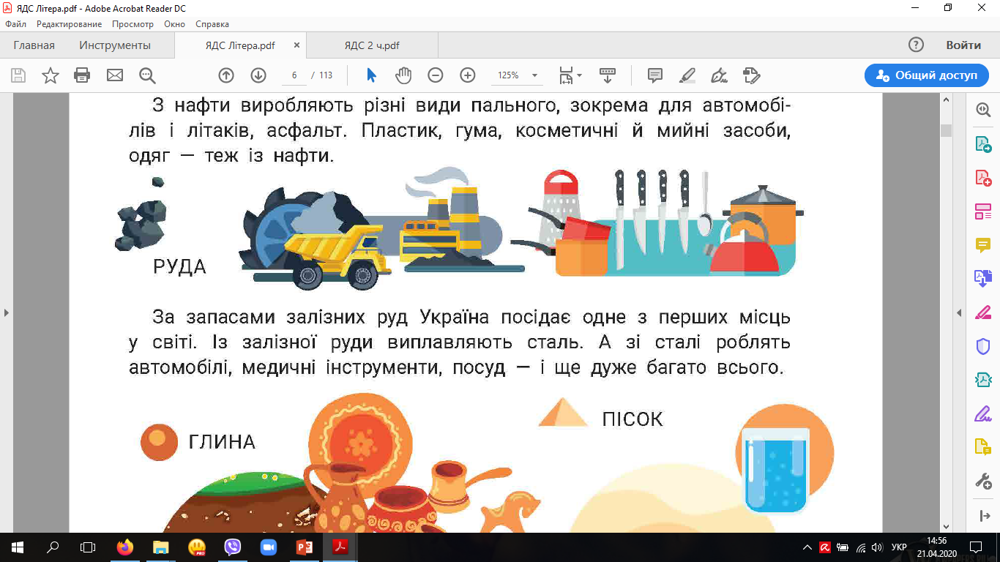 ЯДС Літера.pdf - Adobe Acrobat Reader DC
Файл Редактирование Просмотр Окно Справка
Главная Инструменты ЯДС Літера.pdf × ЯДС 2 ч.pdf Войти
6 / 113 125% Общий доступ
З нафти виробляють різні види пального, зокрема для автомобі-
лів і літаків, асфальт. Пластик, гума, косметичні й мийні засоби,
одяг — теж із нафти.
РУДА
За запасами залізних руд Україна посідає одне з перших місць
у світі. Із залізної руди виплавляють сталь. А зі сталі роблять
автомобілі, медичні інструменти, посуд — і ще дуже багато всього.
ПІСОК
ГЛИНА
УКР
14:56
21.04.2020